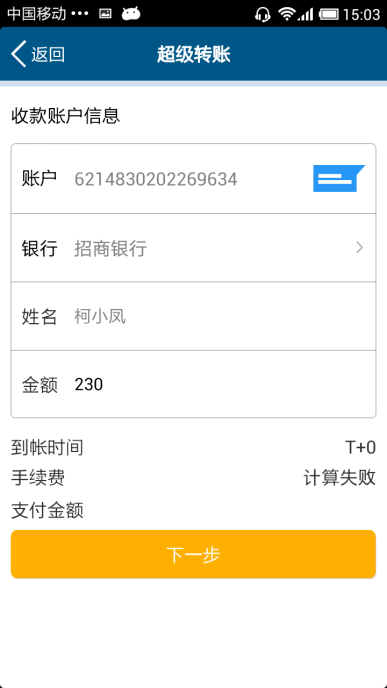 中国移动 ••• 15:03
返回 超级转账
收款账户信息
账户 6214830202269634
银行 招商银行
姓名 柯小凤
金额 230
到帐时间 T+0
手续费 计算失败
支付金额
下一步